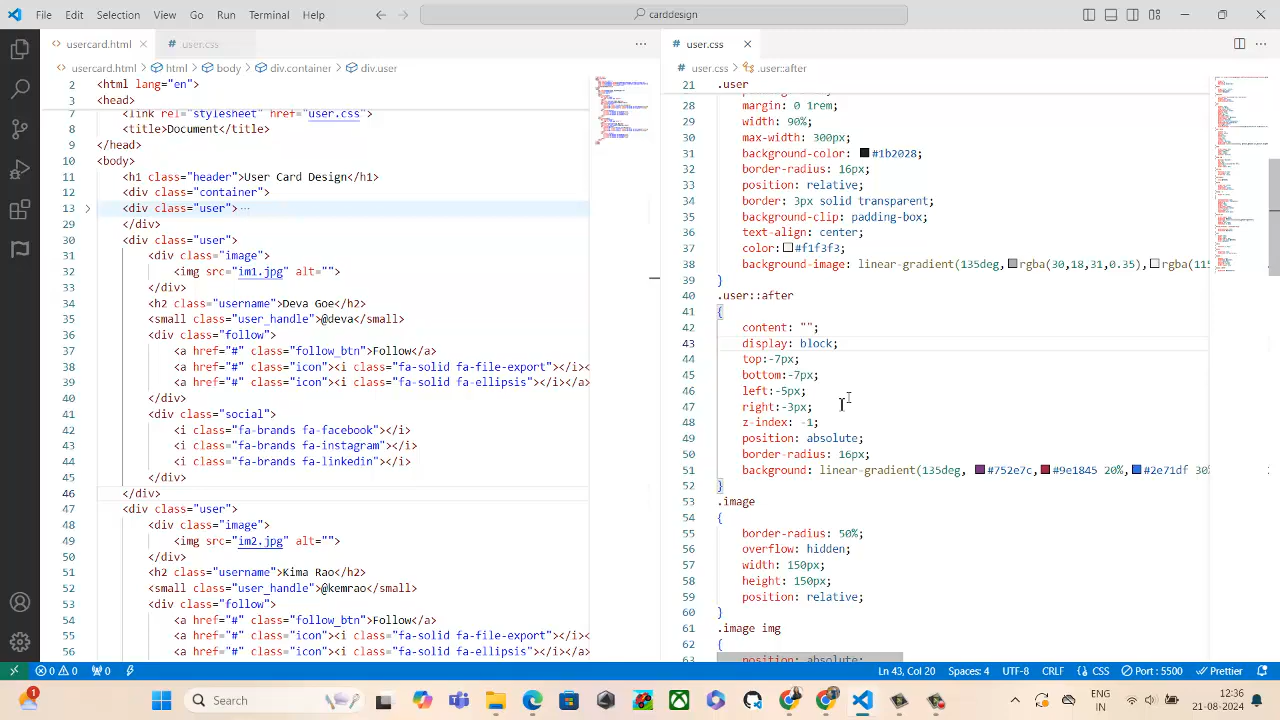 File Edit Selection View Go Run Terminal Help
carddesign
usercard.html
user.css
usercard.html > html > body > div.container > div.user
2 <html lang="en">
3 <head>
<link rel="stylesheet" href="user.css">
8 <title>Document</title>
9 </head>
10 <body>
11 <h1 class="header">User Card Design</h1>
12 <div class="container">
13 <div class="user">
29 </div>
30 <div class="user">
31 <div class="image">
32 <img src="im1.jpg" alt="">
33 </div>
34 <h2 class="username">Deva Goe</h2>
35 <small class="user_handle">@deva</small>
36 <div class="follow">
37 <a href="#" class="follow_btn">Follow</a>
38 <a href="#" class="icon"><i class="fa-solid fa-file-export"></i><
39 <a href="#" class="icon"><i class="fa-solid fa-ellipsis"></i></a>
40 </div>
41 <div class="social">
42 <i class="fa-brands fa-facebook"></i>
43 <i class="fa-brands fa-instagram"></i>
44 <i class="fa-brands fa-linkedin"></i>
45 </div>
46 </div>
47 <div class="user">
48 <div class="image">
49 <img src="im2.jpg" alt="">
50 </div>
51 <h2 class="username">Kima Rao</h2>
52 <small class="user_handle">@kemrao</small>
53 <div class="follow">
54 <a href="#" class="follow_btn">Follow</a>
55 <a href="#" class="icon"><i class="fa-solid fa-file-export"></i><
56 <a href="#" class="icon"><i class="fa-solid fa-ellipsis"></i></a>
user.css
user.css > .user::after
21 .user
28 margin: 0 1rem;
29 width: 90%;
30 max-width: 300px;
31 background-color: #1b2028;
32 border-radius: 16px;
33 position: relative;
34 border: 3px solid transparent;
35 background-clip: padding-box;
36 text-align: center;
37 color: #f1f3f3;
38 background-image: linear-gradient(135deg, rgba(30,18,31,0.35), rgba(115
39 }
40 .user::after
41 {
42 content: "";
43 display: block;
44 top:-7px;
45 bottom:-7px;
46 left:-5px;
47 right:-3px;
48 z-index: -1;
49 position: absolute;
50 border-radius: 16px;
51 background: linear-gradient(135deg, #752e7c, #9e1845 20%, #2e71df 30
52 }
53 .image
54 {
55 border-radius: 50%;
56 overflow: hidden;
57 width: 150px;
58 height: 150px;
59 position: relative;
60 }
61 .image img
62 {
63 position: absolute;
0 0 0 Ln 43, Col 20 Spaces: 4 UTF-8 CRLF {} CSS Port : 5500 Prettier
1 Search ENG IN 12:36 21-08-2024